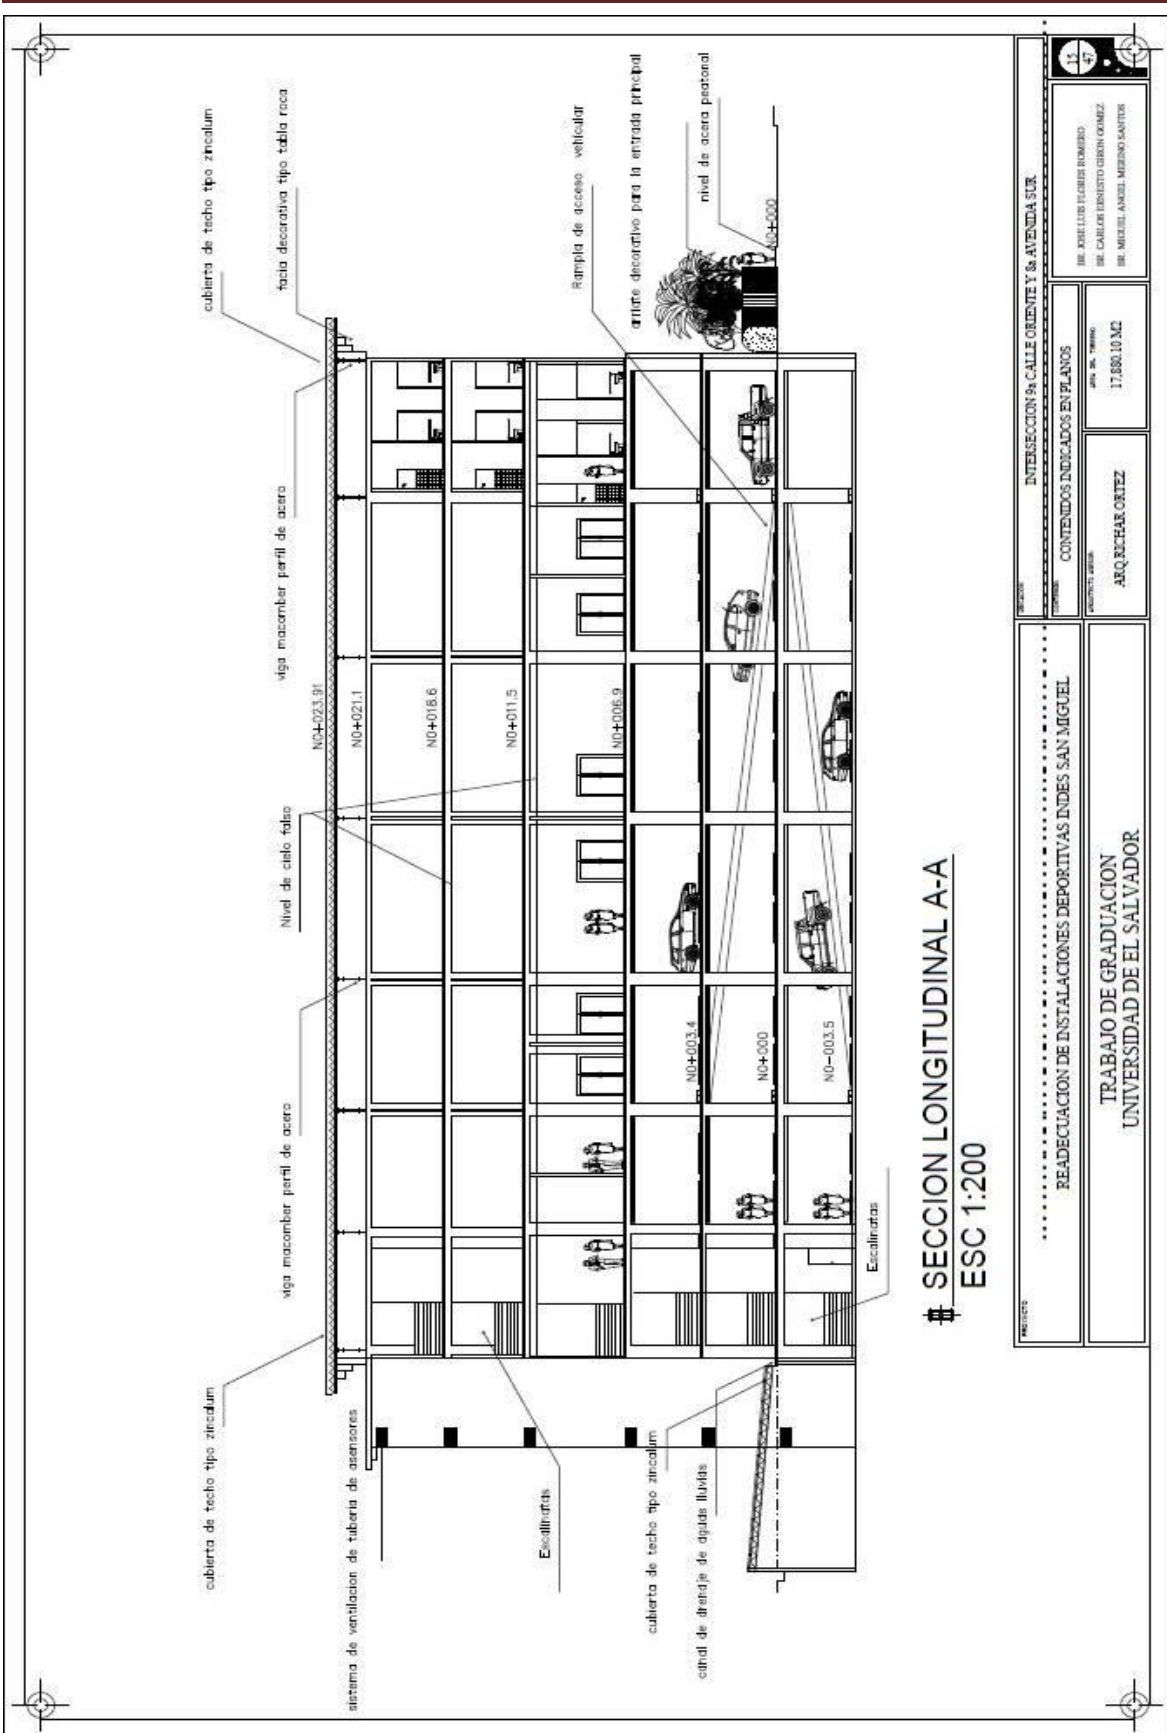 cubierta de techo tipo zincalum
sistema de ventilacion de tuberia de asensores
Escalinatas
cubierta de techo tipo zincalum
canal de drenaje de aguas lluvias
viga macomber perfil de acero
Nivel de cielo falso
viga macomber perfil de acero
cubierta de techo tipo zincalum
facia decorativa tipo tabla roca
Rampla de acceso vehicular
arriate decorativo para la entrada principal
nivel de acera peatonal
N0+000
N0+023.91
N0+021.1
N0+018.6
N0+011.5
N0+006.9
N0+003.4
N0+000
N0-003.5
Escalinatas
SECCION LONGITUDINAL A-A
ESC 1:200
PROYECTO:
READECUACION DE INSTALACIONES DEPORTIVAS INDES SAN MIGUEL
TRABAJO DE GRADUACION
UNIVERSIDAD DE EL SALVADOR
INTERSECCION 9a CALLE ORIENTE Y 8a AVENIDA SUR
CONTENIDOS INDICADOS EN PLANOS
ARQ. RICHAR ORTEZ
AREA DEL TERRENO:
17,880.10 M2
BR. JOSE LUIS FLORES ROMERO
BR. CARLOS ERNESTO GIRON GOMEZ
BR. MIGUEL ANGEL MERINO SANTOS
15
47